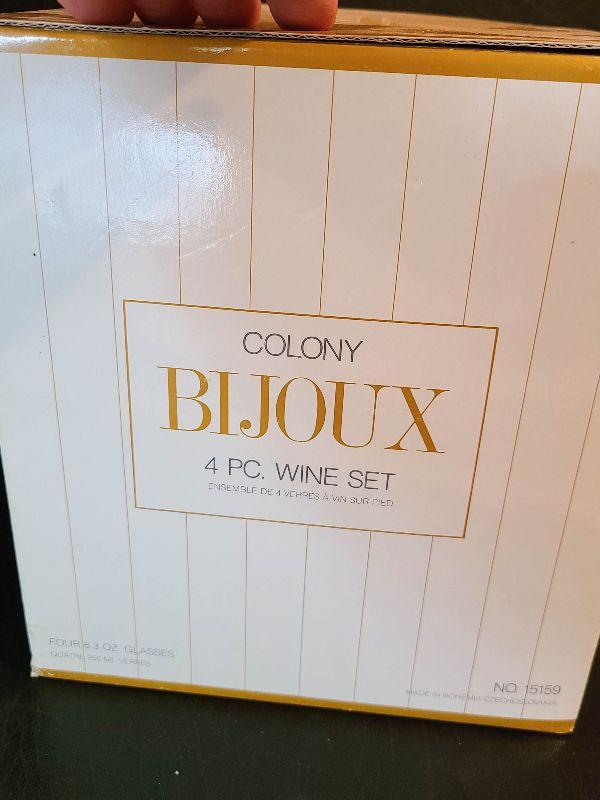 COLONY
BIJOUX
4 PC. WINE SET
ENSEMBLE DE 4 VERRES À VIN SUR PIED
FOUR 8.3 OZ. GLASSES
QUATRE 250 ML VERRES
NO. 15159
MADE IN BOHEMIA CZECHOSLOVAKIA